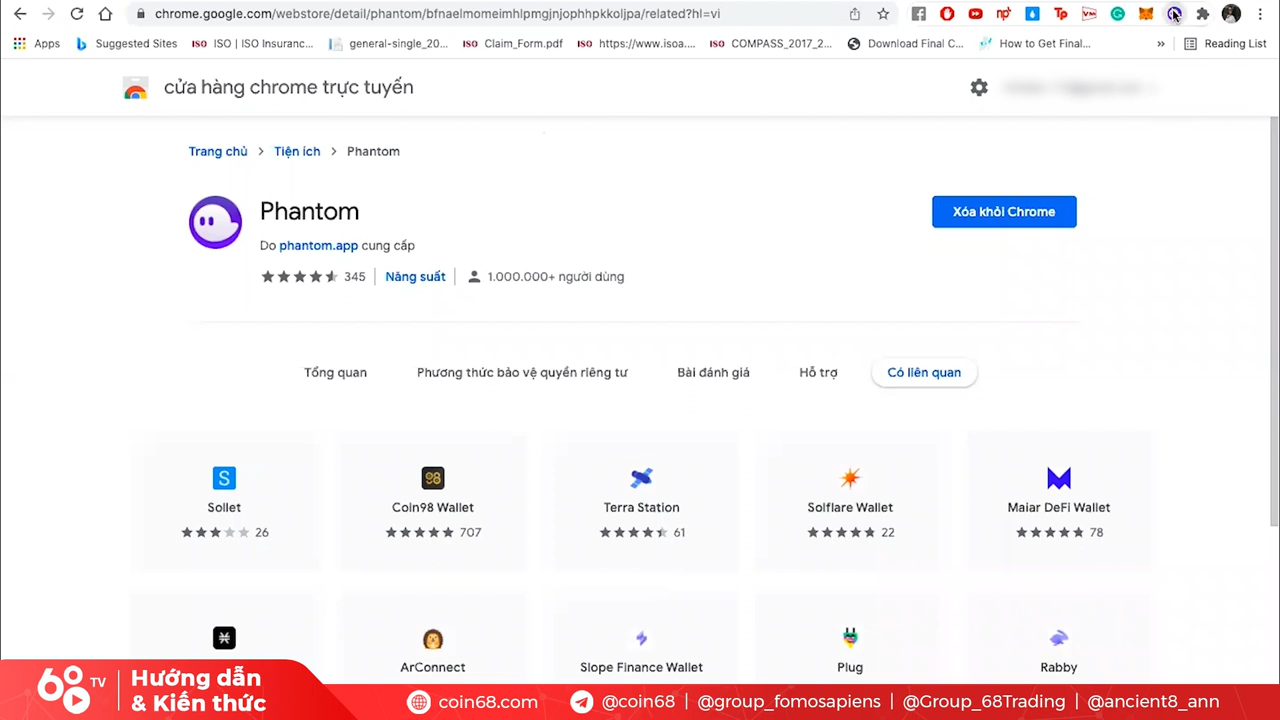 chrome.google.com/webstore/detail/phantom/bfnaelmomeimhlpmgjnjophhpkkoljpa/related?hl=vi
Apps Suggested Sites ISO ISO | ISO Insuranc... general-single_20... ISO Claim_Form.pdf ISO https://www.isoa.... ISO COMPASS_2017_2... Download Final C... How to Get Final... » Reading List
cửa hàng chrome trực tuyến
Trang chủ > Tiện ích > Phantom
Phantom
Xóa khỏi Chrome
Do phantom.app cung cấp
345 Năng suất 1.000.000+ người dùng
Tổng quan Phương thức bảo vệ quyền riêng tư Bài đánh giá Hỗ trợ Có liên quan
Sollet Coin98 Wallet Terra Station Solflare Wallet Maiar DeFi Wallet
26 707 61 22 78
ArConnect Slope Finance Wallet Plug Rabby
68 TV
Hướng dẫn
& Kiến thức
coin68.com @coin68 | @group_fomosapiens | @Group_68Trading | @ancient8_ann